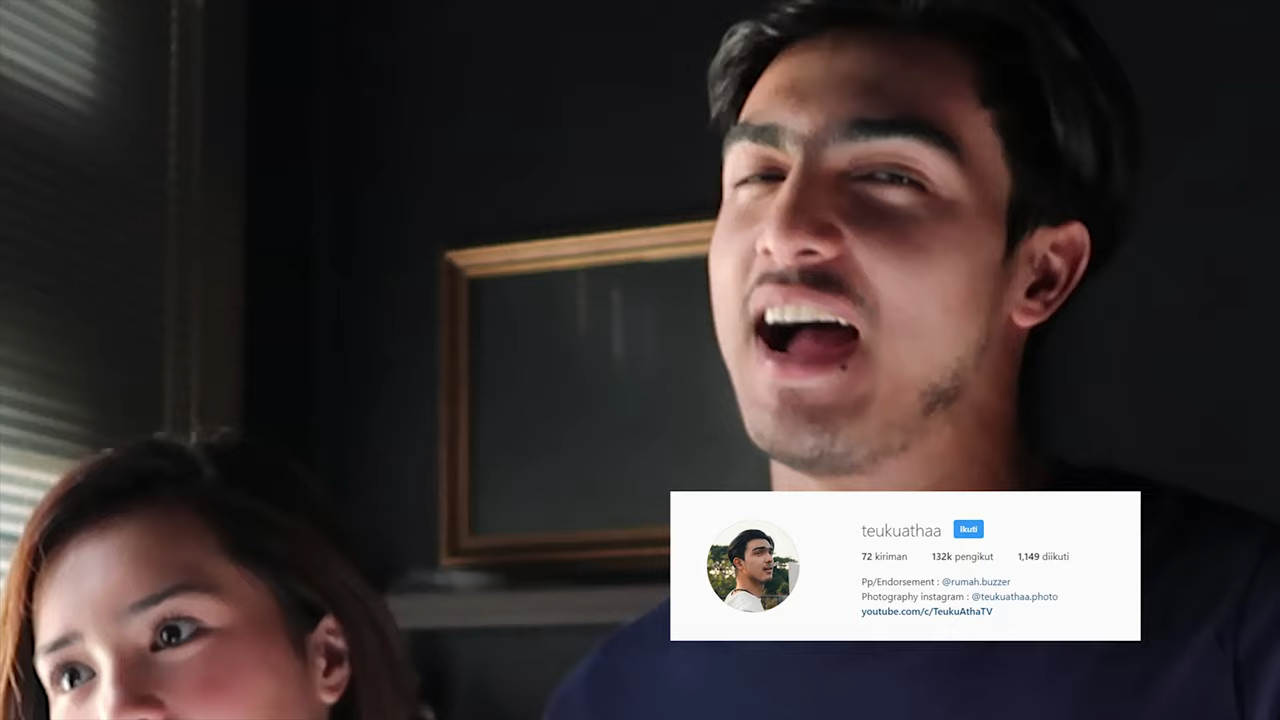 teukuathaa Ikuti
72 kiriman 132k pengikut 1,149 diikuti
Pp/Endorsement : @rumah.buzzer
Photography instagram : @teukuathaa.photo
youtube.com/c/TeukuAthaTV